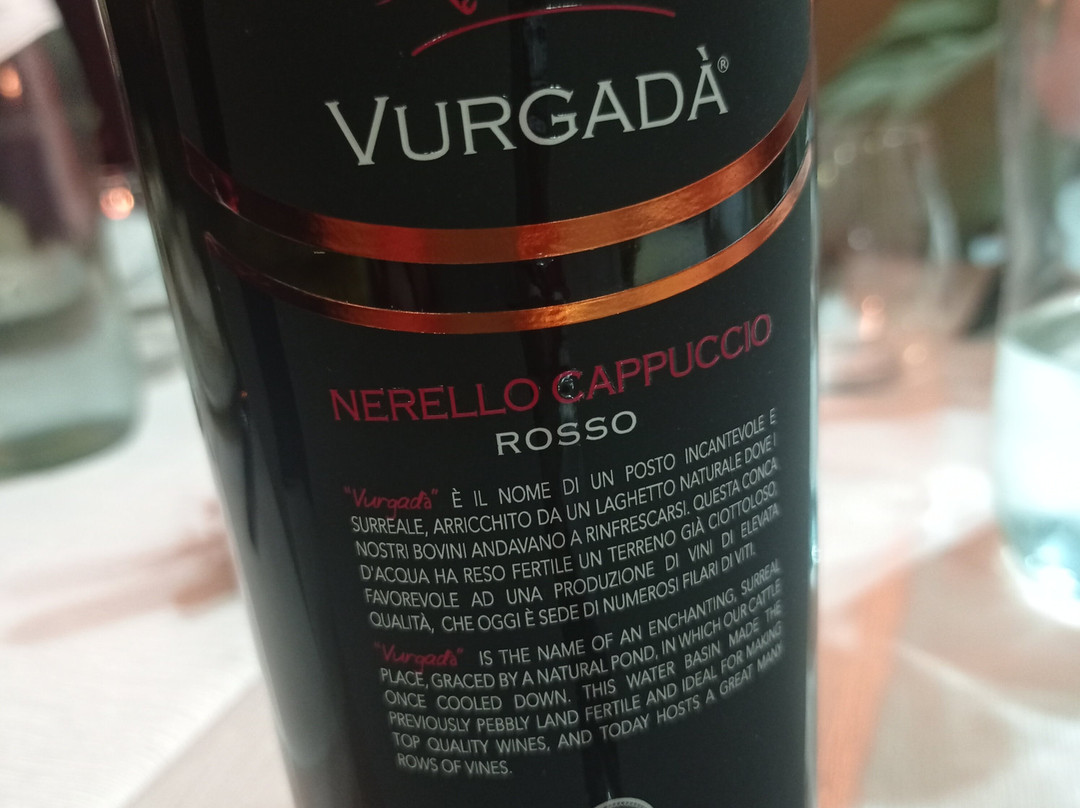 VURGADÀ®
NERELLO CAPPUCCIO
ROSSO
"Vurgadà" È IL NOME DI UN POSTO INCANTEVOLE E
SURREALE, ARRICCHITO DA UN LAGHETTO NATURALE DOVE I
NOSTRI BOVINI ANDAVANO A RINFRESCARSI. QUESTA CONCA
D'ACQUA HA RESO FERTILE UN TERRENO GIÀ CIOTTOLOSO,
FAVOREVOLE AD UNA PRODUZIONE DI VINI DI ELEVATA
QUALITÀ, CHE OGGI È SEDE DI NUMEROSI FILARI DI VITI.
"Vurgadà" IS THE NAME OF AN ENCHANTING, SURREAL
PLACE, GRACED BY A NATURAL POND, IN WHICH OUR CATTLE
ONCE COOLED DOWN. THIS WATER BASIN MADE THE
PREVIOUSLY PEBBLY LAND FERTILE AND IDEAL FOR MAKING
TOP QUALITY WINES, AND TODAY HOSTS A GREAT MANY
ROWS OF VINES.